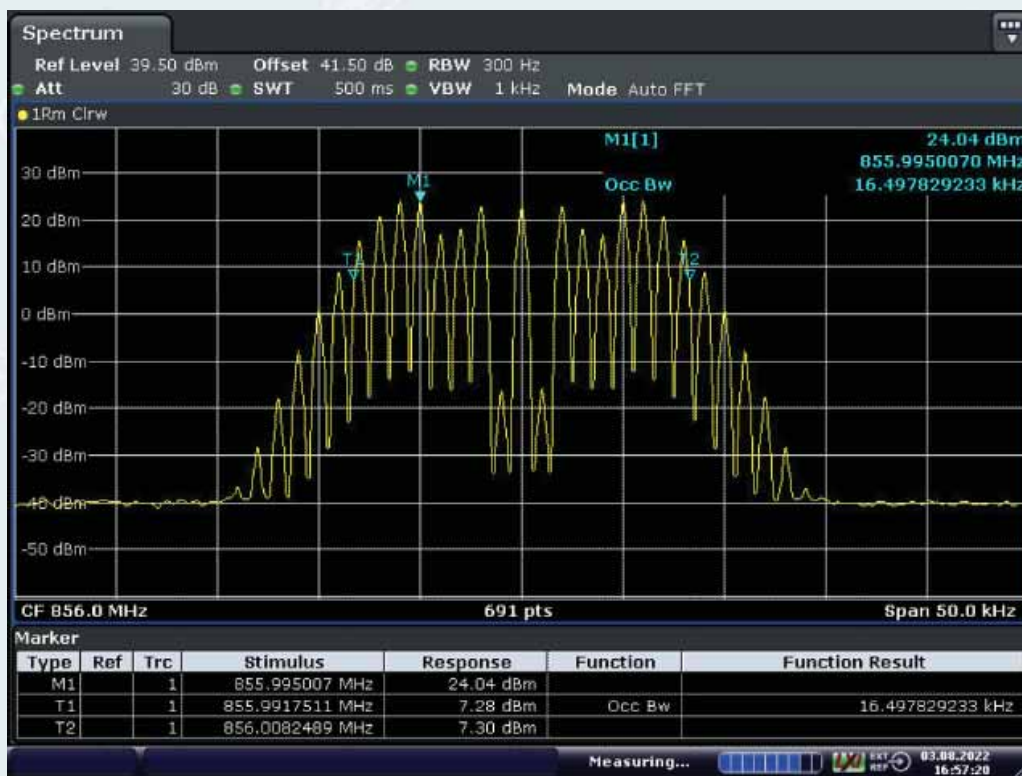 Spectrum
Ref Level 39.50 dBm Offset 41.50 dB RBW 300 Hz
Att 30 dB SWT 500 ms VBW 1 kHz Mode Auto FFT
1Rm Clrw
M1[1] 24.04 dBm
855.9950070 MHz
Occ Bw 16.497829233 kHz
30 dBm
M1
20 dBm
10 dBm
T1 T2
0 dBm
-10 dBm
-20 dBm
-30 dBm
-40 dBm
-50 dBm
CF 856.0 MHz 691 pts Span 50.0 kHz
Marker
Type Ref Trc Stimulus Response Function Function Result
M1 1 855.995007 MHz 24.04 dBm
T1 1 855.9917511 MHz 7.28 dBm Occ Bw 16.497829233 kHz
T2 1 856.0082489 MHz 7.30 dBm
Measuring... LXI EXT REF 03.08.2022
16:57:20